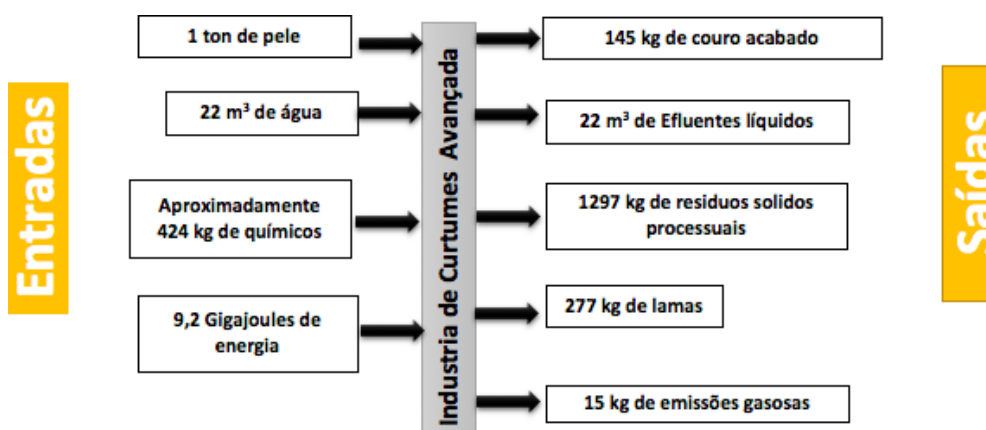 Entradas
1 ton de pele
22 m³ de água
Aproximadamente
424 kg de químicos
9,2 Gigajoules de
energia
Industria de Curtumes Avançada
145 kg de couro acabado
22 m³ de Efluentes líquidos
1297 kg de residuos solidos
processuais
277 kg de lamas
15 kg de emissões gasosas
Saídas